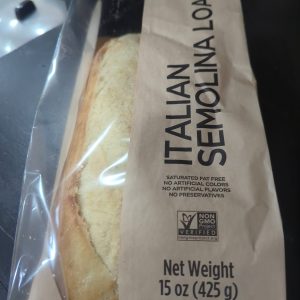 ITALIAN
SEMOLINA LOA
SATURATED FAT FREE
NO ARTIFICIAL COLORS
NO ARTIFICIAL FLAVORS
NO PRESERVATIVES
NON
GMO
VERIFIED
Net Weight
15 oz (425 g)